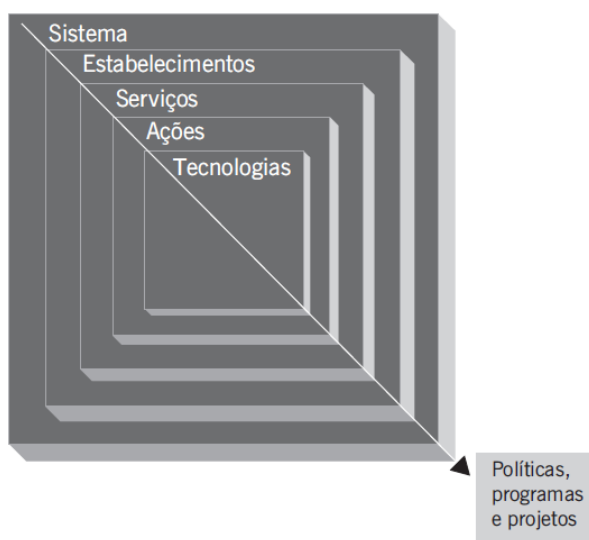 Sistema
Estabelecimentos
Serviços
Ações
Tecnologias
Políticas,
programas
e projetos